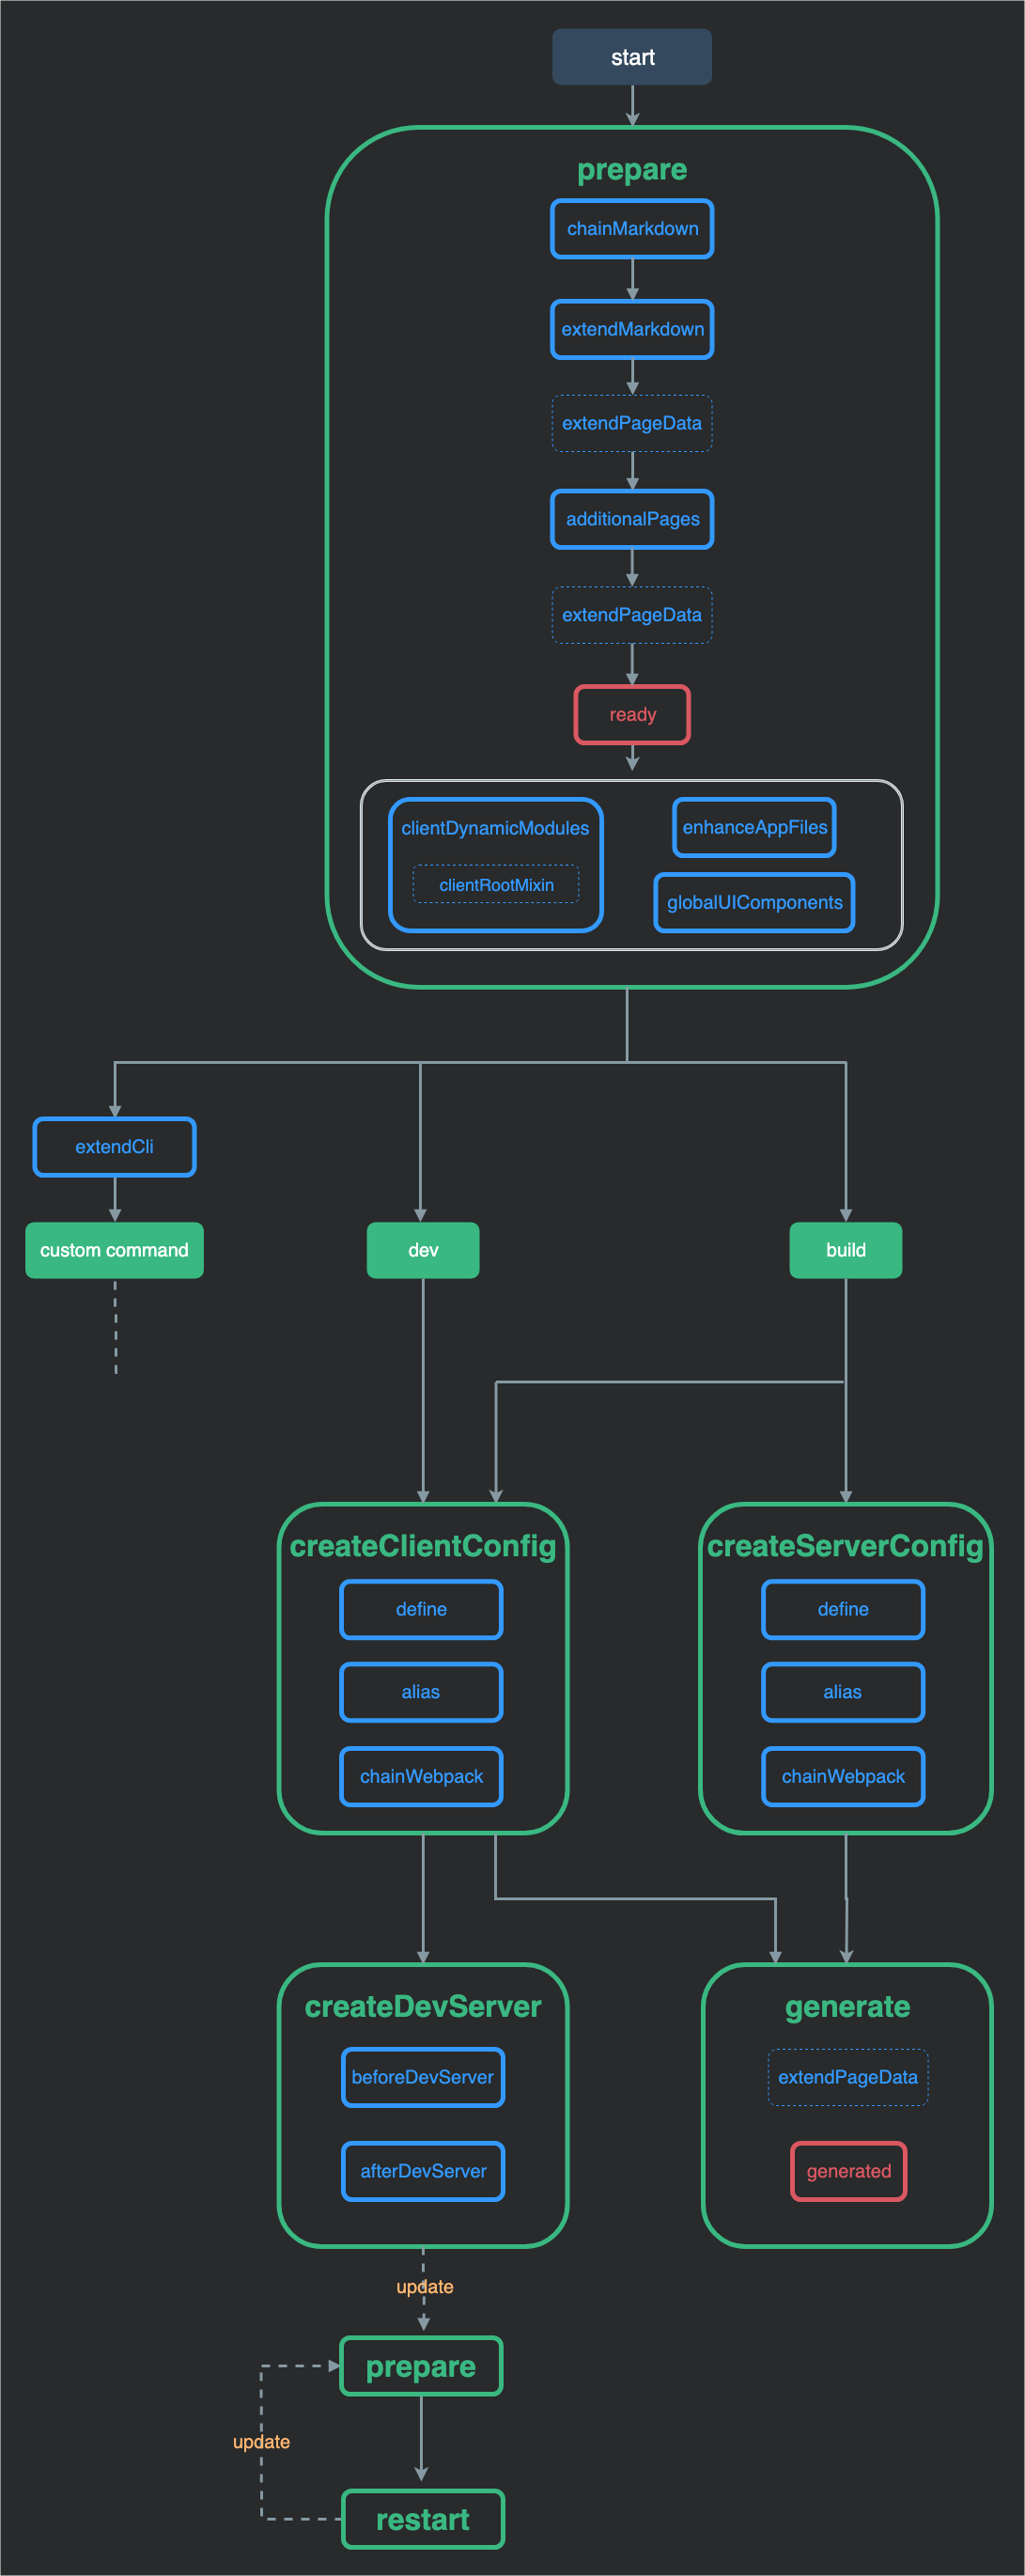 start
prepare
chainMarkdown
extendMarkdown
extendPageData
additionalPages
extendPageData
ready
clientDynamicModules
enhanceAppFiles
clientRootMixin
globalUIComponents
extendCli
custom command
dev
build
createClientConfig
createServerConfig
define
define
alias
alias
chainWebpack
chainWebpack
createDevServer
generate
beforeDevServer
extendPageData
afterDevServer
generated
update
prepare
update
restart